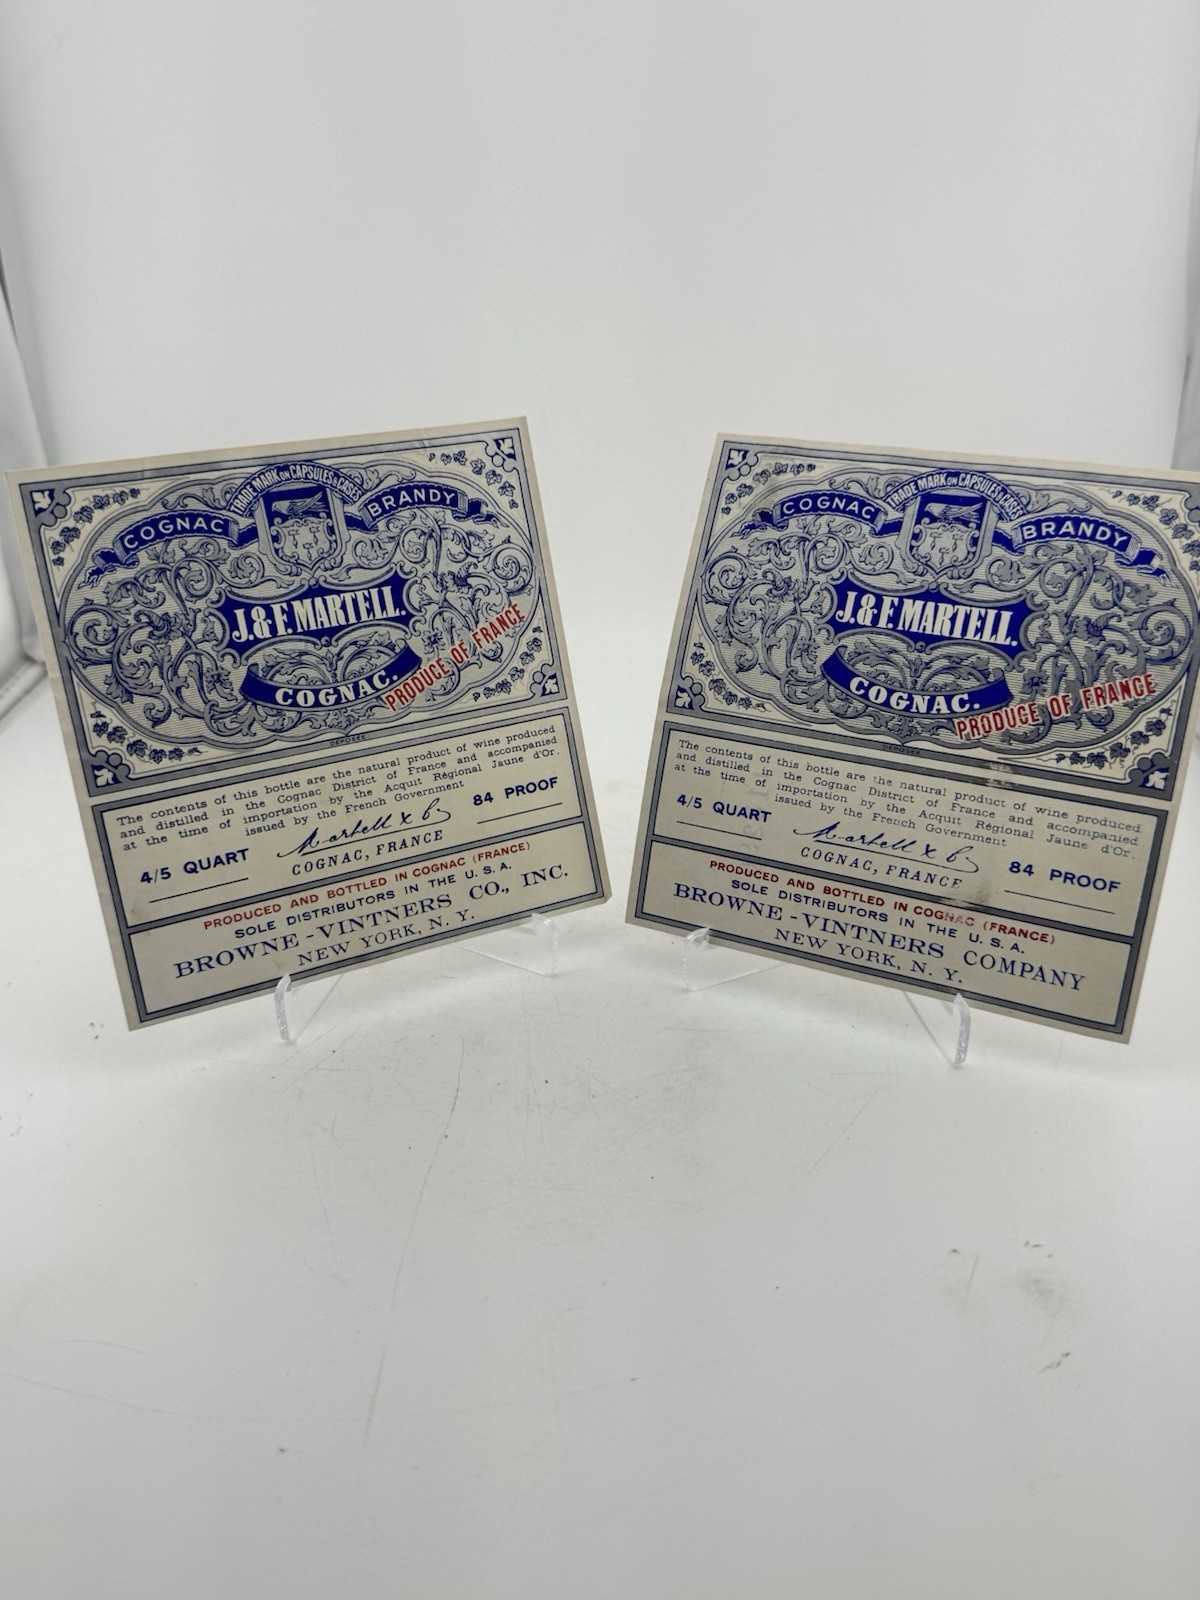 TRADE MARK ON CAPSULES & CASES
COGNAC BRANDY
J.&F. MARTELL.
COGNAC.
PRODUCE OF FRANCE
DÉPOSÉE
The contents of this bottle are the natural product of wine produced
and distilled in the Cognac District of France and accompanied
at the time of importation by the Acquit Régional Jaune d'Or.
issued by the French Government
4/5 QUART
84 PROOF
Martell & Co
COGNAC, FRANCE
PRODUCED AND BOTTLED IN COGNAC (FRANCE)
SOLE DISTRIBUTORS IN THE U. S. A.
BROWNE-VINTNERS CO., INC.
NEW YORK, N. Y.
TRADE MARK ON CAPSULES & CASES
COGNAC BRANDY
J.&F. MARTELL.
COGNAC.
PRODUCE OF FRANCE
DÉPOSÉE
The contents of this bottle are the natural product of wine produced
and distilled in the Cognac District of France and accompanied
at the time of importation by the Acquit Régional Jaune d'Or.
issued by the French Government
4/5 QUART
84 PROOF
Martell & Co
COGNAC, FRANCE
PRODUCED AND BOTTLED IN COGNAC (FRANCE)
SOLE DISTRIBUTORS IN THE U. S. A.
BROWNE-VINTNERS COMPANY
NEW YORK, N. Y.